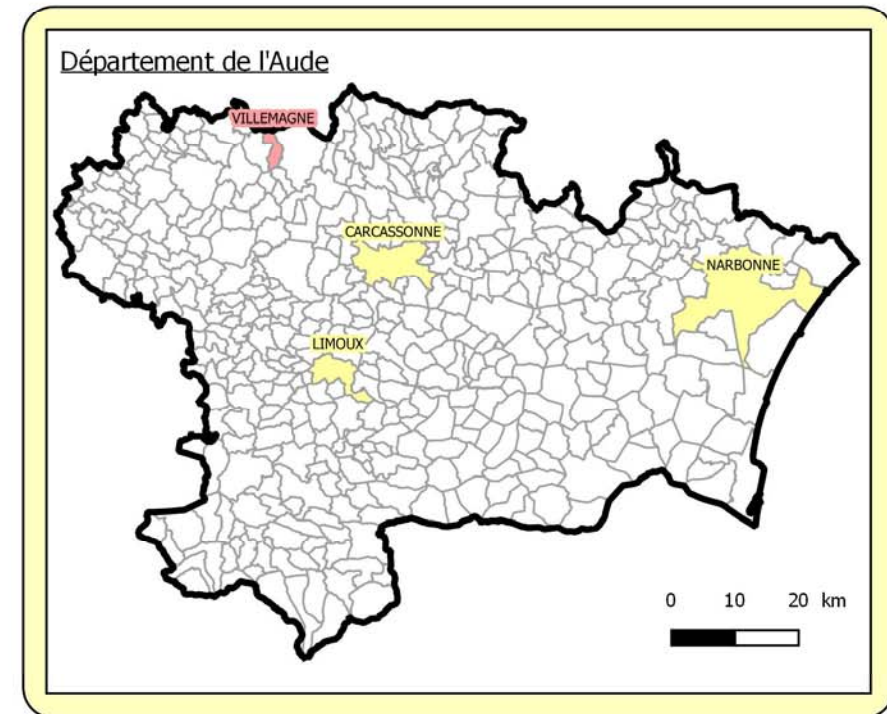 Département de l'Aude
VILLEMAGNE
CARCASSONNE
NARBONNE
LIMOUX
0 10 20 km